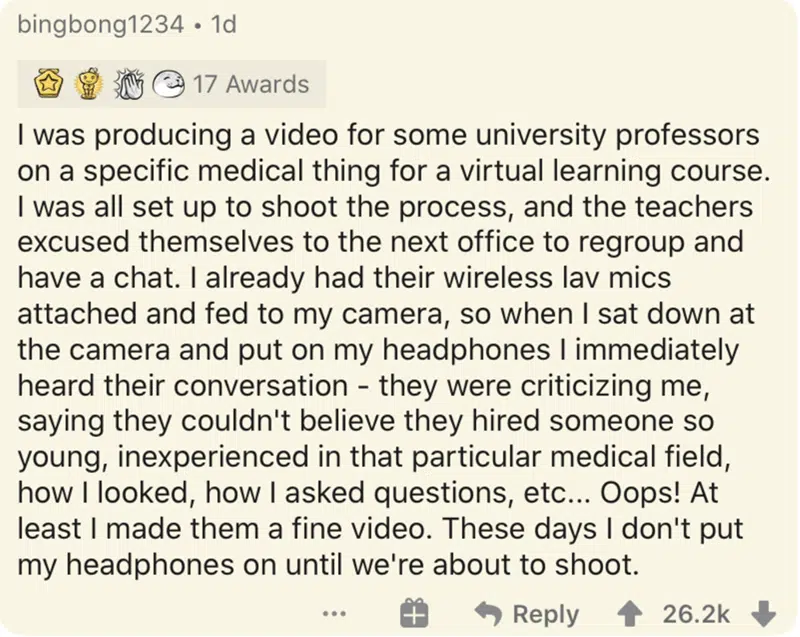 bingbong1234 • 1d
17 Awards
I was producing a video for some university professors
on a specific medical thing for a virtual learning course.
I was all set up to shoot the process, and the teachers
excused themselves to the next office to regroup and
have a chat. I already had their wireless lav mics
attached and fed to my camera, so when I sat down at
the camera and put on my headphones I immediately
heard their conversation - they were criticizing me,
saying they couldn't believe they hired someone so
young, inexperienced in that particular medical field,
how I looked, how I asked questions, etc... Oops! At
least I made them a fine video. These days I don't put
my headphones on until we're about to shoot.
... Reply 26.2k